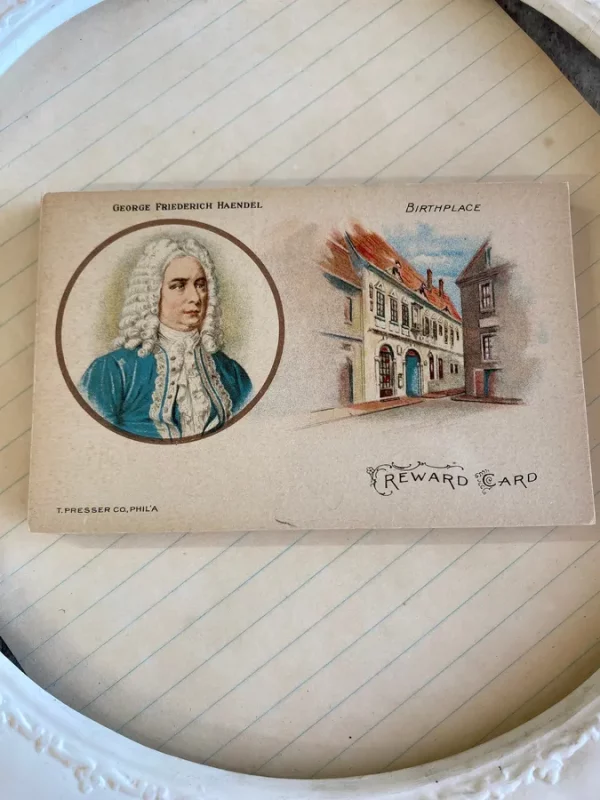 George Friederich Haendel
Birthplace
Reward Card
T. Presser Co, Phil'a